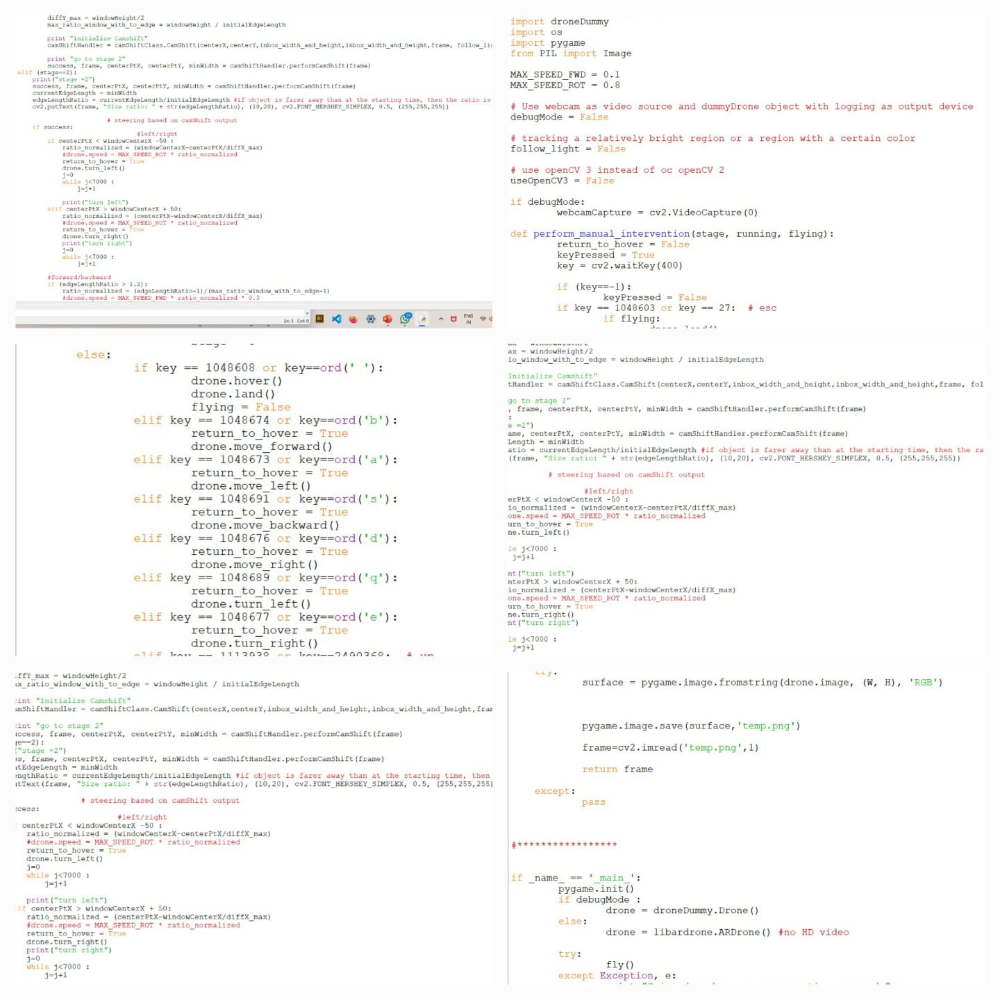 diffY_max = windowHeight/2
max_ratio_window_with_to_edge = windowHeight / initialEdgeLength
print "Initialize Camshift"
camShiftHandler = camShiftClass.CamShift(centerX,centerY,inbox_width_and_height,inbox_width_and_height,frame, follow_li
print "go to stage 2"
success, frame, centerPtX, centerPtY, minWidth = camShiftHandler.performCamShift(frame)
elif (stage==2):
print("stage =2")
success, frame, centerPtX, centerPtY, minWidth = camShiftHandler.performCamShift(frame)
currentEdgeLength = minWidth
edgeLengthRatio = currentEdgeLength/initialEdgeLength #if object is farer away than at the starting time, then the ratio is
cv2.putText(frame, "Size ratio: " + str(edgeLengthRatio), (10,20), cv2.FONT_HERSHEY_SIMPLEX, 0.5, (255,255,255))
# steering based on camShift output
if success:
#left/right
if centerPtX < windowCenterX -50 :
ratio_normalized = (windowCenterX-centerPtX/diffX_max)
#drone.speed = MAX_SPEED_ROT * ratio_normalized
return_to_hover = True
drone.turn_left()
j=0
while j<7000 :
j=j+1
print("turn left")
elif centerPtX > windowCenterX + 50:
ratio_normalized = (centerPtX-windowCenterX/diffX_max)
#drone.speed = MAX_SPEED_ROT * ratio_normalized
return_to_hover = True
drone.turn_right()
print("turn right")
j=0
while j<7000 :
j=j+1
#forward/backward
if (edgeLengthRatio > 1.2):
ratio_normalized = (edgeLengthRatio-1)/(max_ratio_window_with_to_edge-1)
#drone.speed = MAX_SPEED_FWD * ratio_normalized * 0.3
Ln: 3 Col: 0
Ai
ENG
IN
import droneDummy
import os
import pygame
from PIL import Image
MAX_SPEED_FWD = 0.1
MAX_SPEED_ROT = 0.8
# Use webcam as video source and dummyDrone object with logging as output device
debugMode = False
# tracking a relatively bright region or a region with a certain color
follow_light = False
# use openCV 3 instead of oc openCV 2
useOpenCV3 = False
if debugMode:
webcamCapture = cv2.VideoCapture(0)
def perform_manual_intervention(stage, running, flying):
return_to_hover = False
keyPressed = True
key = cv2.waitKey(400)
if (key==-1):
keyPressed = False
if key == 1048603 or key == 27: # esc
if flying:
drone.land()
else:
if key == 1048608 or key==ord(' '):
drone.hover()
drone.land()
flying = False
elif key == 1048674 or key==ord('b'):
return_to_hover = True
drone.move_forward()
elif key == 1048673 or key==ord('a'):
return_to_hover = True
drone.move_left()
elif key == 1048691 or key==ord('s'):
return_to_hover = True
drone.move_backward()
elif key == 1048676 or key==ord('d'):
return_to_hover = True
drone.move_right()
elif key == 1048689 or key==ord('q'):
return_to_hover = True
drone.turn_left()
elif key == 1048677 or key==ord('e'):
return_to_hover = True
drone.turn_right()
elif key == 1113938 or key==2490368: # up
ax = windowWidth/2
ax = windowHeight/2
io_window_with_to_edge = windowHeight / initialEdgeLength
Initialize Camshift"
tHandler = camShiftClass.CamShift(centerX,centerY,inbox_width_and_height,inbox_width_and_height,frame, fol
go to stage 2"
, frame, centerPtX, centerPtY, minWidth = camShiftHandler.performCamShift(frame)
:
e =2")
ame, centerPtX, centerPtY, minWidth = camShiftHandler.performCamShift(frame)
Length = minWidth
atio = currentEdgeLength/initialEdgeLength #if object is farer away than at the starting time, then the ra
(frame, "Size ratio: " + str(edgeLengthRatio), (10,20), cv2.FONT_HERSHEY_SIMPLEX, 0.5, (255,255,255))
# steering based on camShift output
#left/right
erPtX < windowCenterX -50 :
io_normalized = (windowCenterX-centerPtX/diffX_max)
one.speed = MAX_SPEED_ROT * ratio_normalized
urn_to_hover = True
ne.turn_left()
le j<7000 :
j=j+1
nt("turn left")
nterPtX > windowCenterX + 50:
io_normalized = (centerPtX-windowCenterX/diffX_max)
one.speed = MAX_SPEED_ROT * ratio_normalized
urn_to_hover = True
ne.turn_right()
nt("turn right")
le j<7000 :
j=j+1
iffY_max = windowHeight/2
ax_ratio_window_with_to_edge = windowHeight / initialEdgeLength
rint "Initialize Camshift"
amShiftHandler = camShiftClass.CamShift(centerX,centerY,inbox_width_and_height,inbox_width_and_height,fram
rint "go to stage 2"
uccess, frame, centerPtX, centerPtY, minWidth = camShiftHandler.performCamShift(frame)
ge==2):
("stage =2")
s, frame, centerPtX, centerPtY, minWidth = camShiftHandler.performCamShift(frame)
ntEdgeLength = minWidth
engthRatio = currentEdgeLength/initialEdgeLength #if object is farer away than at the starting time, then
utText(frame, "Size ratio: " + str(edgeLengthRatio), (10,20), cv2.FONT_HERSHEY_SIMPLEX, 0.5, (255,255,255)
# steering based on camShift output
ccess:
#left/right
f centerPtX < windowCenterX -50 :
ratio_normalized = (windowCenterX-centerPtX/diffX_max)
#drone.speed = MAX_SPEED_ROT * ratio_normalized
return_to_hover = True
drone.turn_left()
j=0
while j<7000 :
j=j+1
print("turn left")
lif centerPtX > windowCenterX + 50:
ratio_normalized = (centerPtX-windowCenterX/diffX_max)
#drone.speed = MAX_SPEED_ROT * ratio_normalized
return_to_hover = True
drone.turn_right()
print("turn right")
j=0
while j<7000 :
j=j+1
try:
surface = pygame.image.fromstring(drone.image, (W, H), 'RGB')
pygame.image.save(surface,'temp.png')
frame=cv2.imread('temp.png',1)
return frame
except:
pass
#*****************
if _name_ == '_main_':
pygame.init()
if debugMode :
drone = droneDummy.Drone()
else:
drone = libardrone.ARDrone() #no HD video
try:
fly()
except Exception, e: